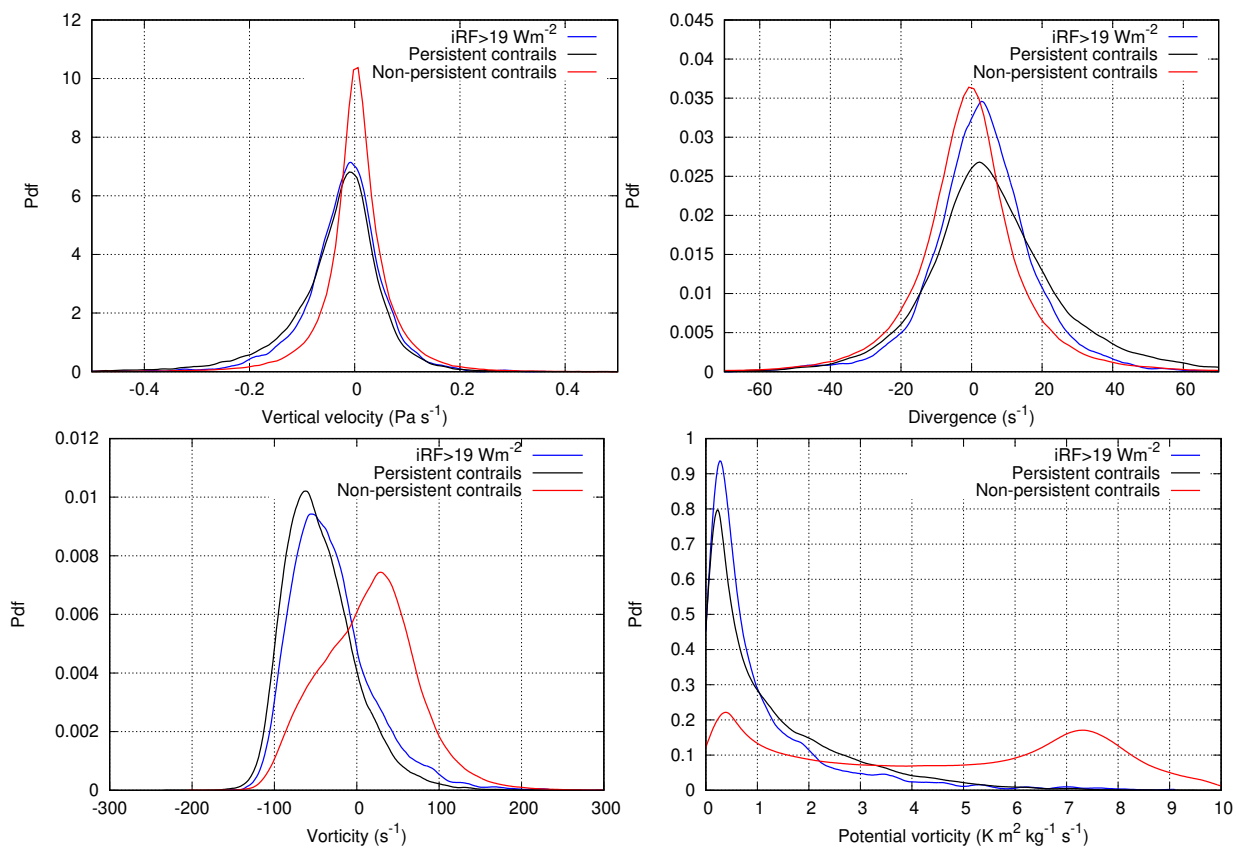 12
10
8
6
4
2
0
Pdf
iRF>19 Wm-2
Persistent contrails
Non-persistent contrails
-0.4 -0.2 0 0.2 0.4
Vertical velocity (Pa s-1)
0.045
0.04
0.035
0.03
0.025
0.02
0.015
0.01
0.005
0
Pdf
iRF>19 Wm-2
Persistent contrails
Non-persistent contrails
-60 -40 -20 0 20 40 60
Divergence (s-1)
0.012
0.01
0.008
0.006
0.004
0.002
0
Pdf
iRF>19 Wm-2
Persistent contrails
Non-persistent contrails
-300 -200 -100 0 100 200 300
Vorticity (s-1)
1
0.9
0.8
0.7
0.6
0.5
0.4
0.3
0.2
0.1
0
Pdf
iRF>19 Wm-2
Persistent contrails
Non-persistent contrails
0 1 2 3 4 5 6 7 8 9 10
Potential vorticity (K m2 kg-1 s-1)